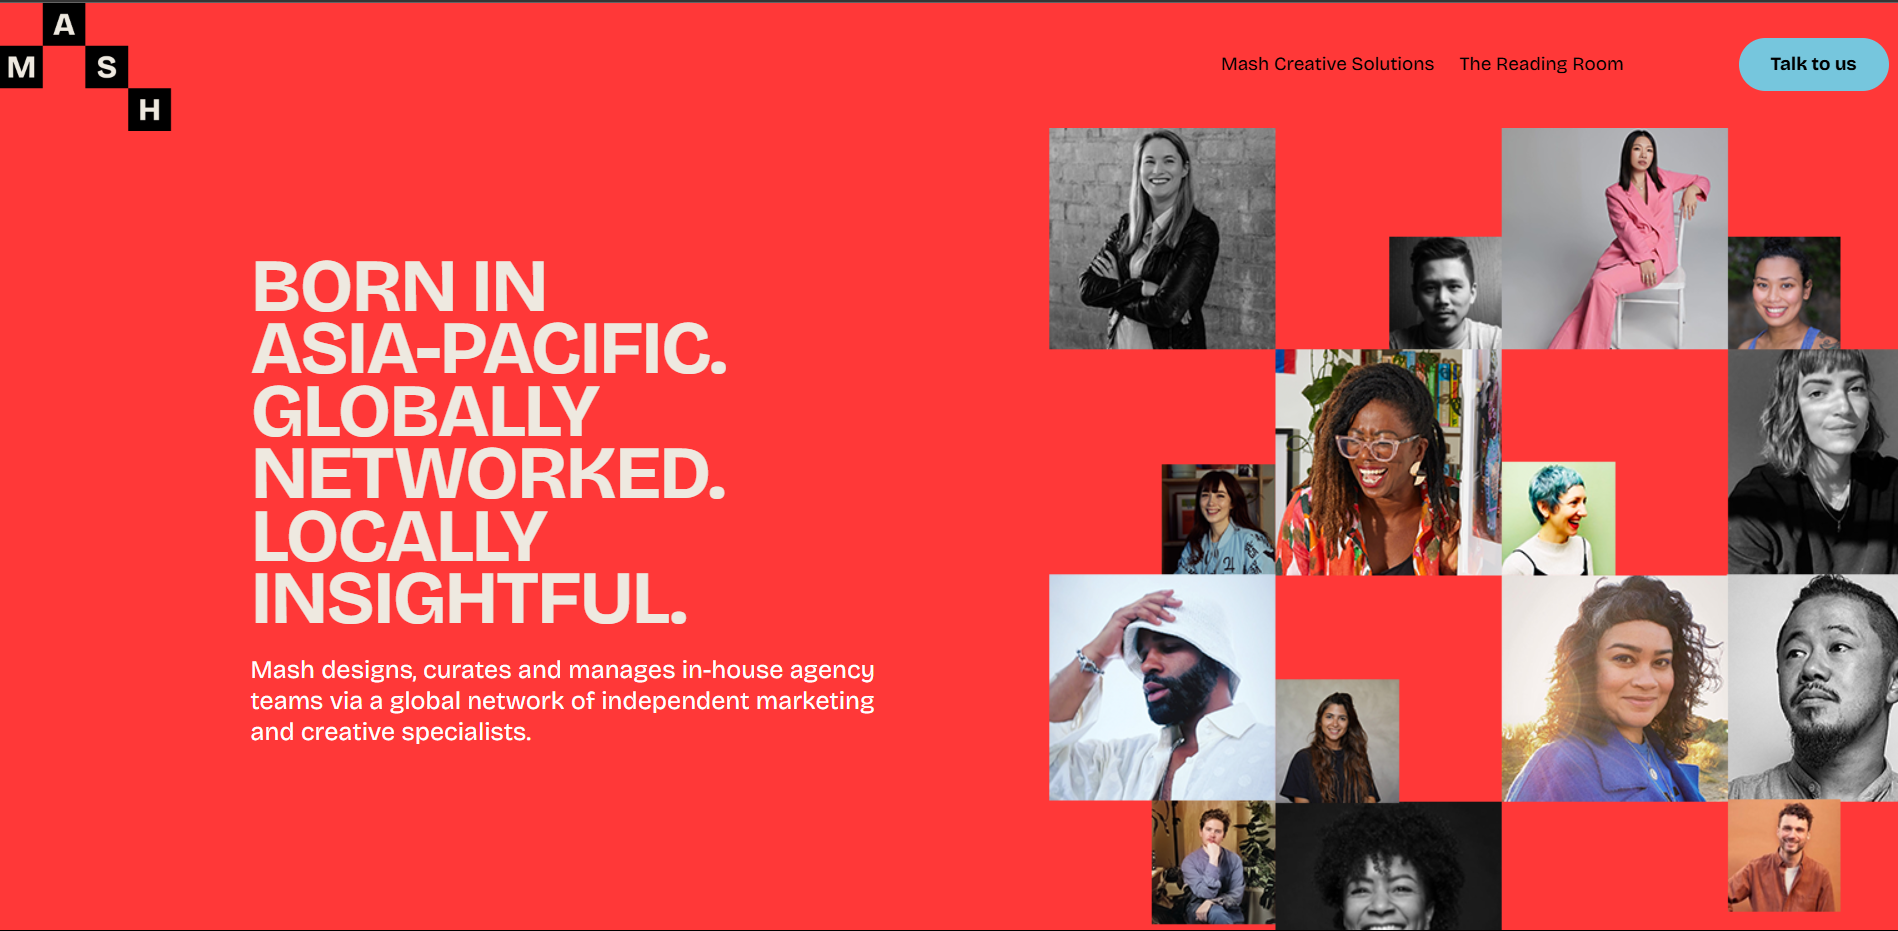 MASH
Mash Creative Solutions
The Reading Room
Talk to us
BORN IN
ASIA-PACIFIC.
GLOBALLY
NETWORKED.
LOCALLY
INSIGHTFUL.
Mash designs, curates and manages in-house agency
teams via a global network of independent marketing
and creative specialists.